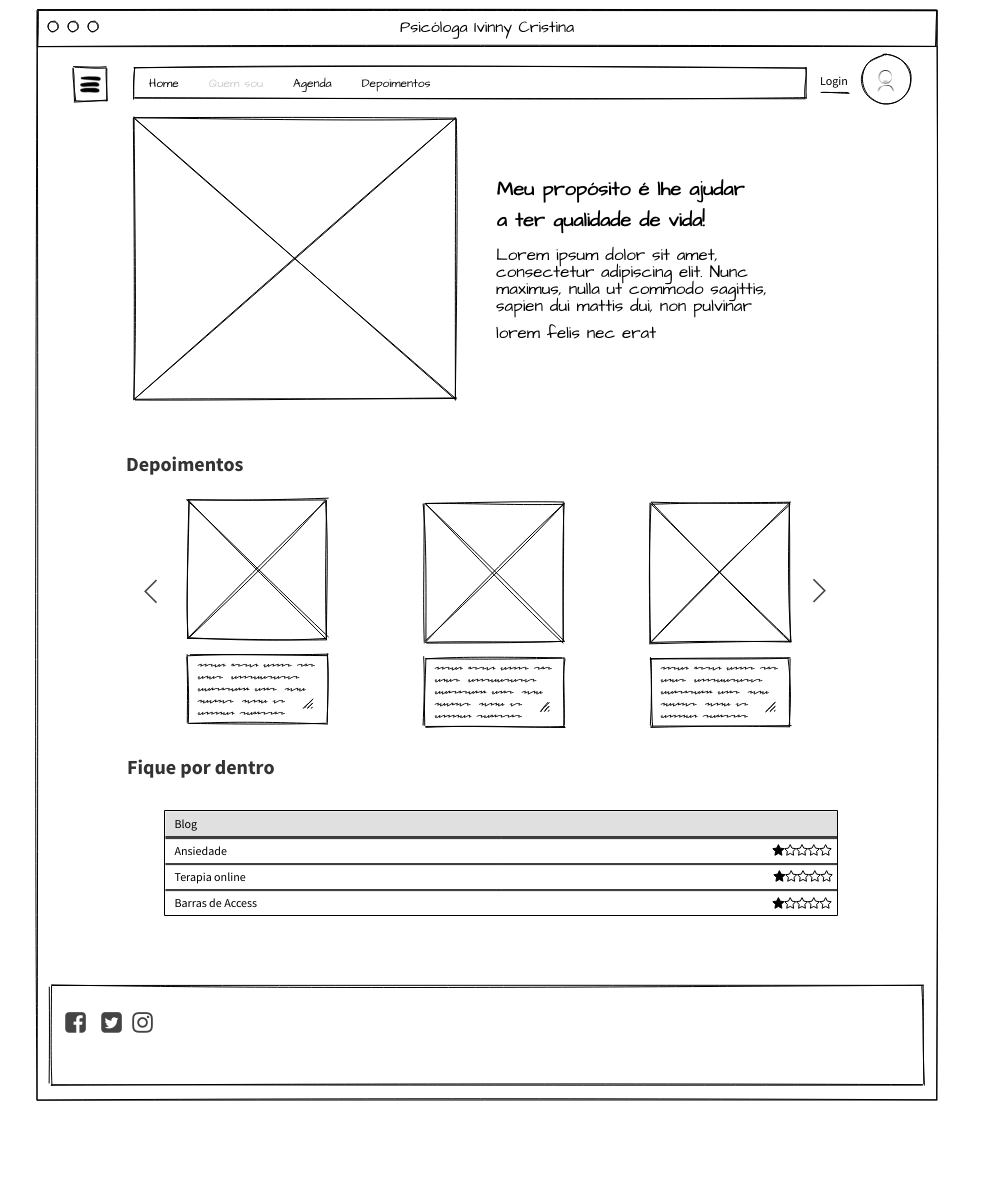 Psicóloga Ivinny Cristina
Home Quem sou Agenda Depoimentos
Login
Meu propósito é lhe ajudar
a ter qualidade de vida!
Lorem ipsum dolor sit amet,
consectetur adipiscing elit. Nunc
maximus, nulla ut commodo sagittis,
sapien dui mattis dui, non pulvinar
lorem felis nec erat
Depoimentos
Fique por dentro
Blog
Ansiedade
Terapia online
Barras de Access